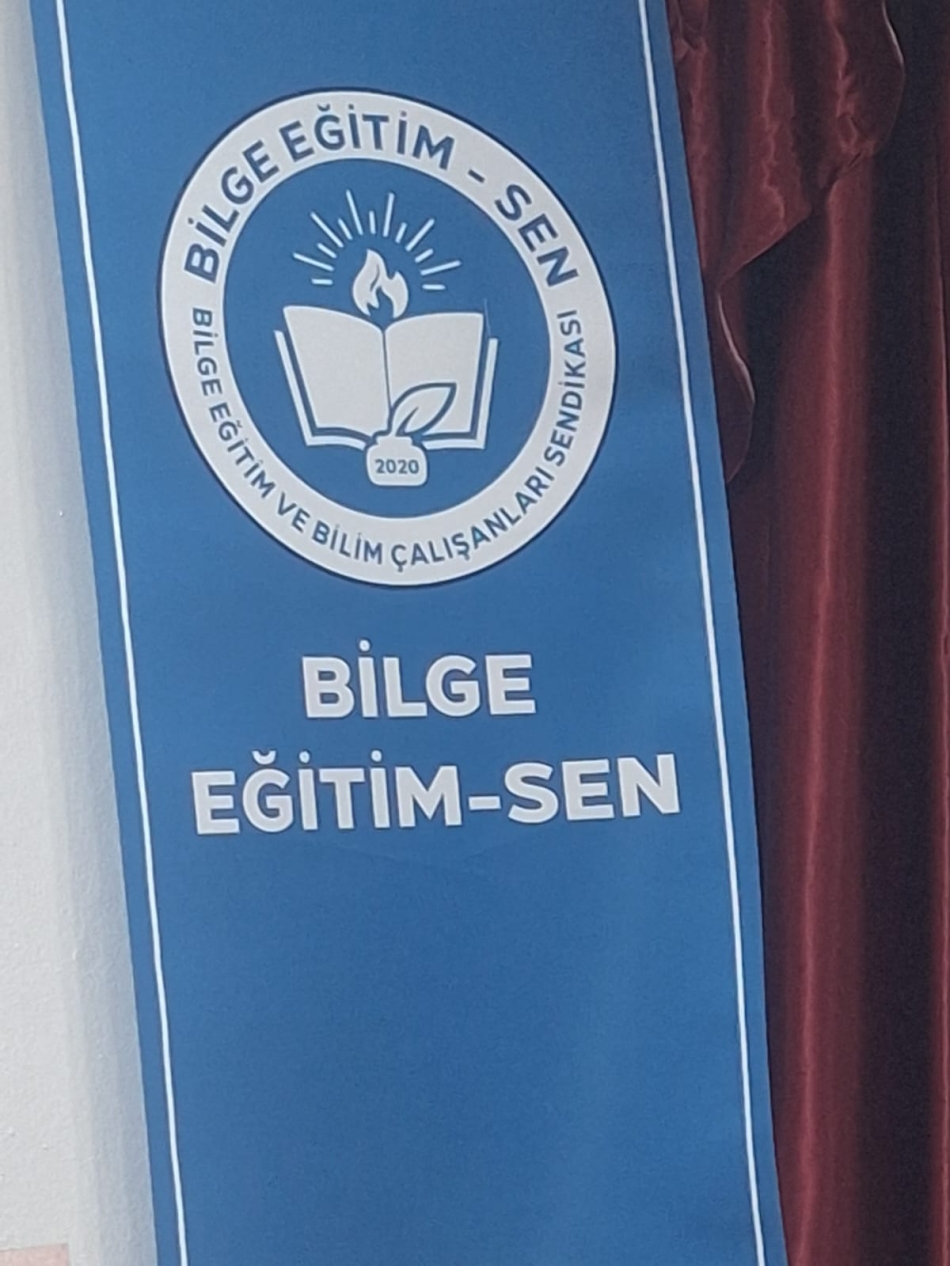 BİLGE EĞİTİM - SEN
BİLGE EĞİTİM VE BİLİM ÇALIŞANLARI SENDİKASI
2020
BİLGE
EĞİTİM-SEN